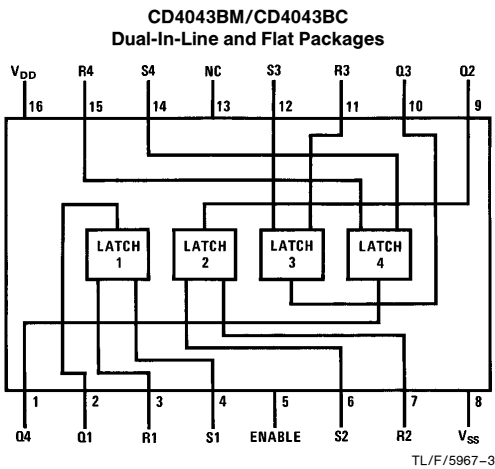 CD4043BM/CD4043BC
Dual-In-Line and Flat Packages
VDD R4 S4 NC S3 R3 Q3 Q2
16 15 14 13 12 11 10 9
LATCH 1 LATCH 2 LATCH 3 LATCH 4
1 2 3 4 5 6 7 8
Q4 Q1 R1 S1 ENABLE S2 R2 VSS
TL/F/5967–3